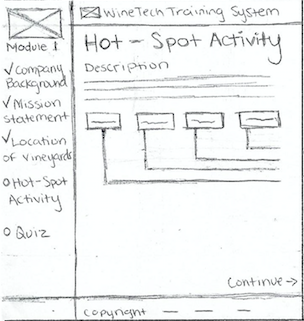 WineTech Training System
Module 1
✓Company
Background
✓Mission
statement
✓Location
of Vineyards
Hot-Spot
Activity
Quiz
Hot-Spot Activity
Description
Continue →
Copyright